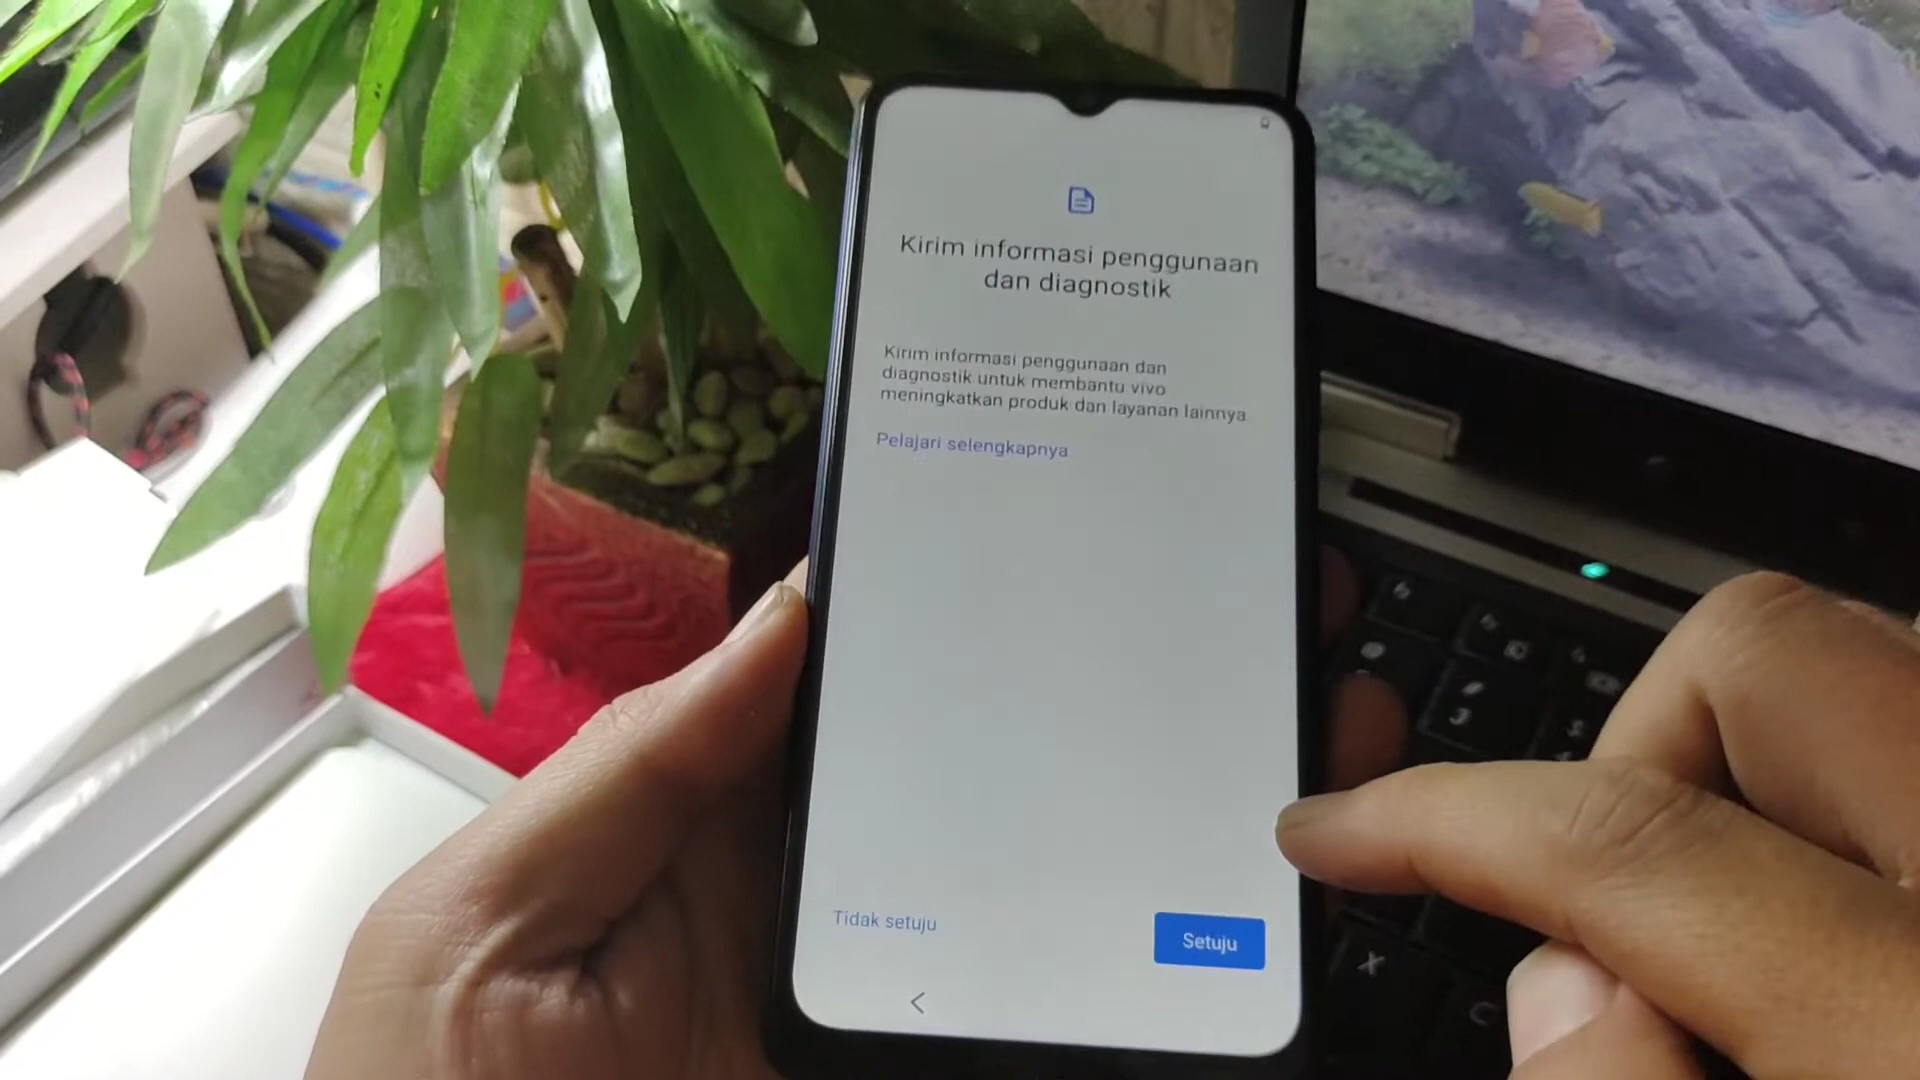 Kirim informasi penggunaan
dan diagnostik
Kirim informasi penggunaan dan
diagnostik untuk membantu vivo
meningkatkan produk dan layanan lainnya.
Pelajari selengkapnya
Tidak setuju
Setuju
@
#
3
$
X
C